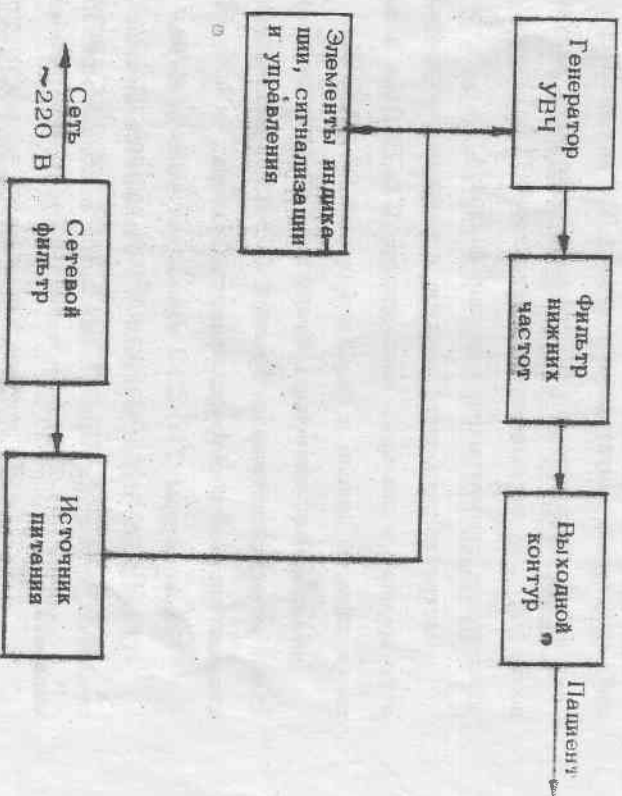 Генератор
УВЧ
Фильтр
нижних
частот
Выходной
контур
Пациент
Элементы индика-
ции, сигнализации
и управления
Сеть
~220 В
Сетевой
фильтр
Источник
питания